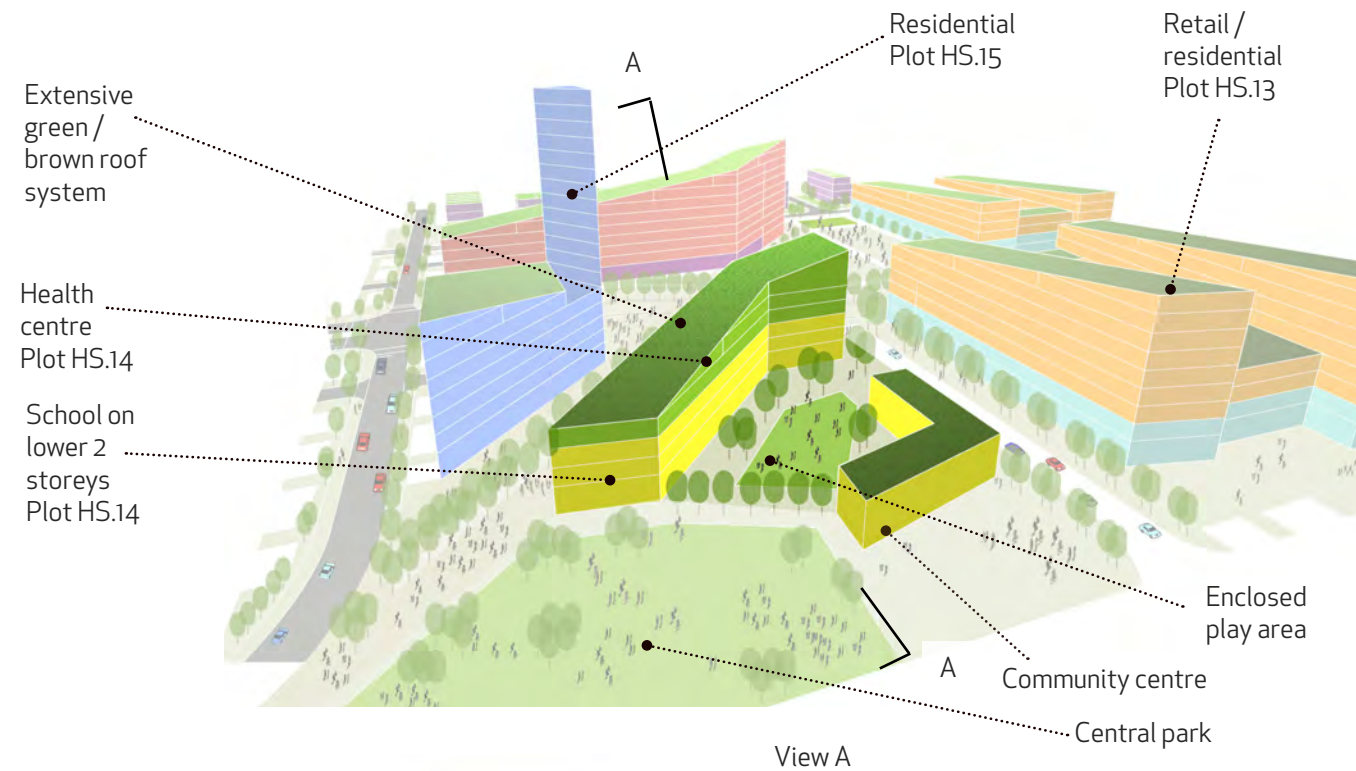 Residential
Plot HS.15
Retail /
residential
Plot HS.13
A
Extensive
green /
brown roof
system
Health
centre
Plot HS.14
School on
lower 2
storeys
Plot HS.14
Enclosed
play area
A
Community centre
Central park
View A